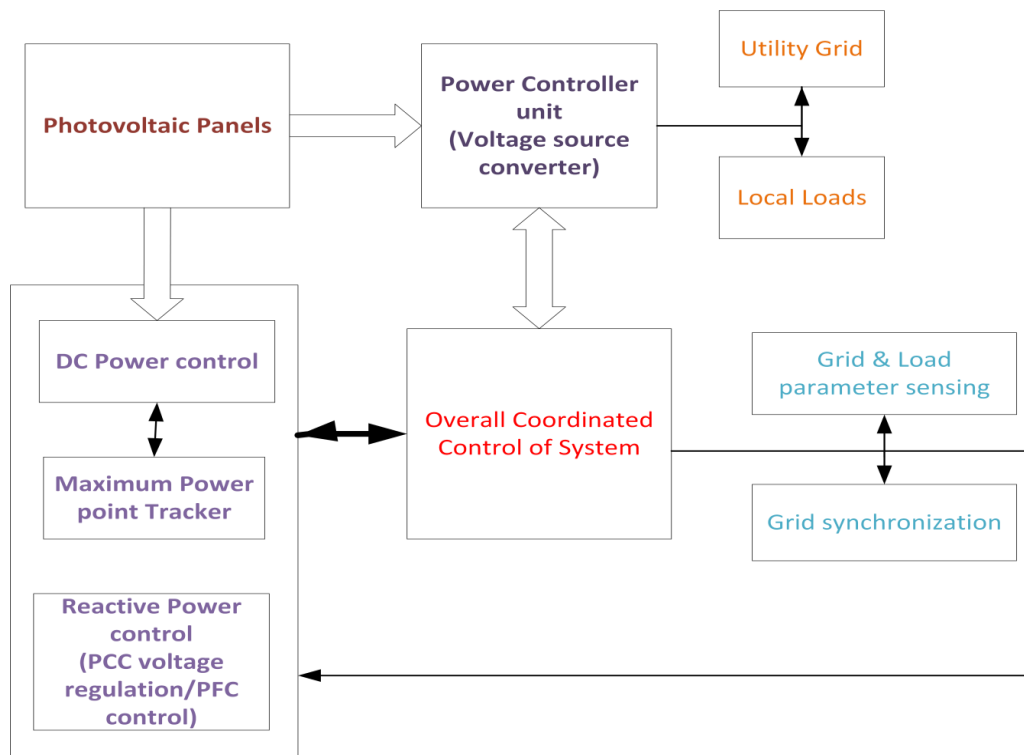 Photovoltaic Panels
Power Controller
unit
(Voltage source
converter)
Utility Grid
Local Loads
DC Power control
Maximum Power
point Tracker
Reactive Power
control
(PCC voltage
regulation/PFC
control)
Overall Coordinated
Control of System
Grid & Load
parameter sensing
Grid synchronization